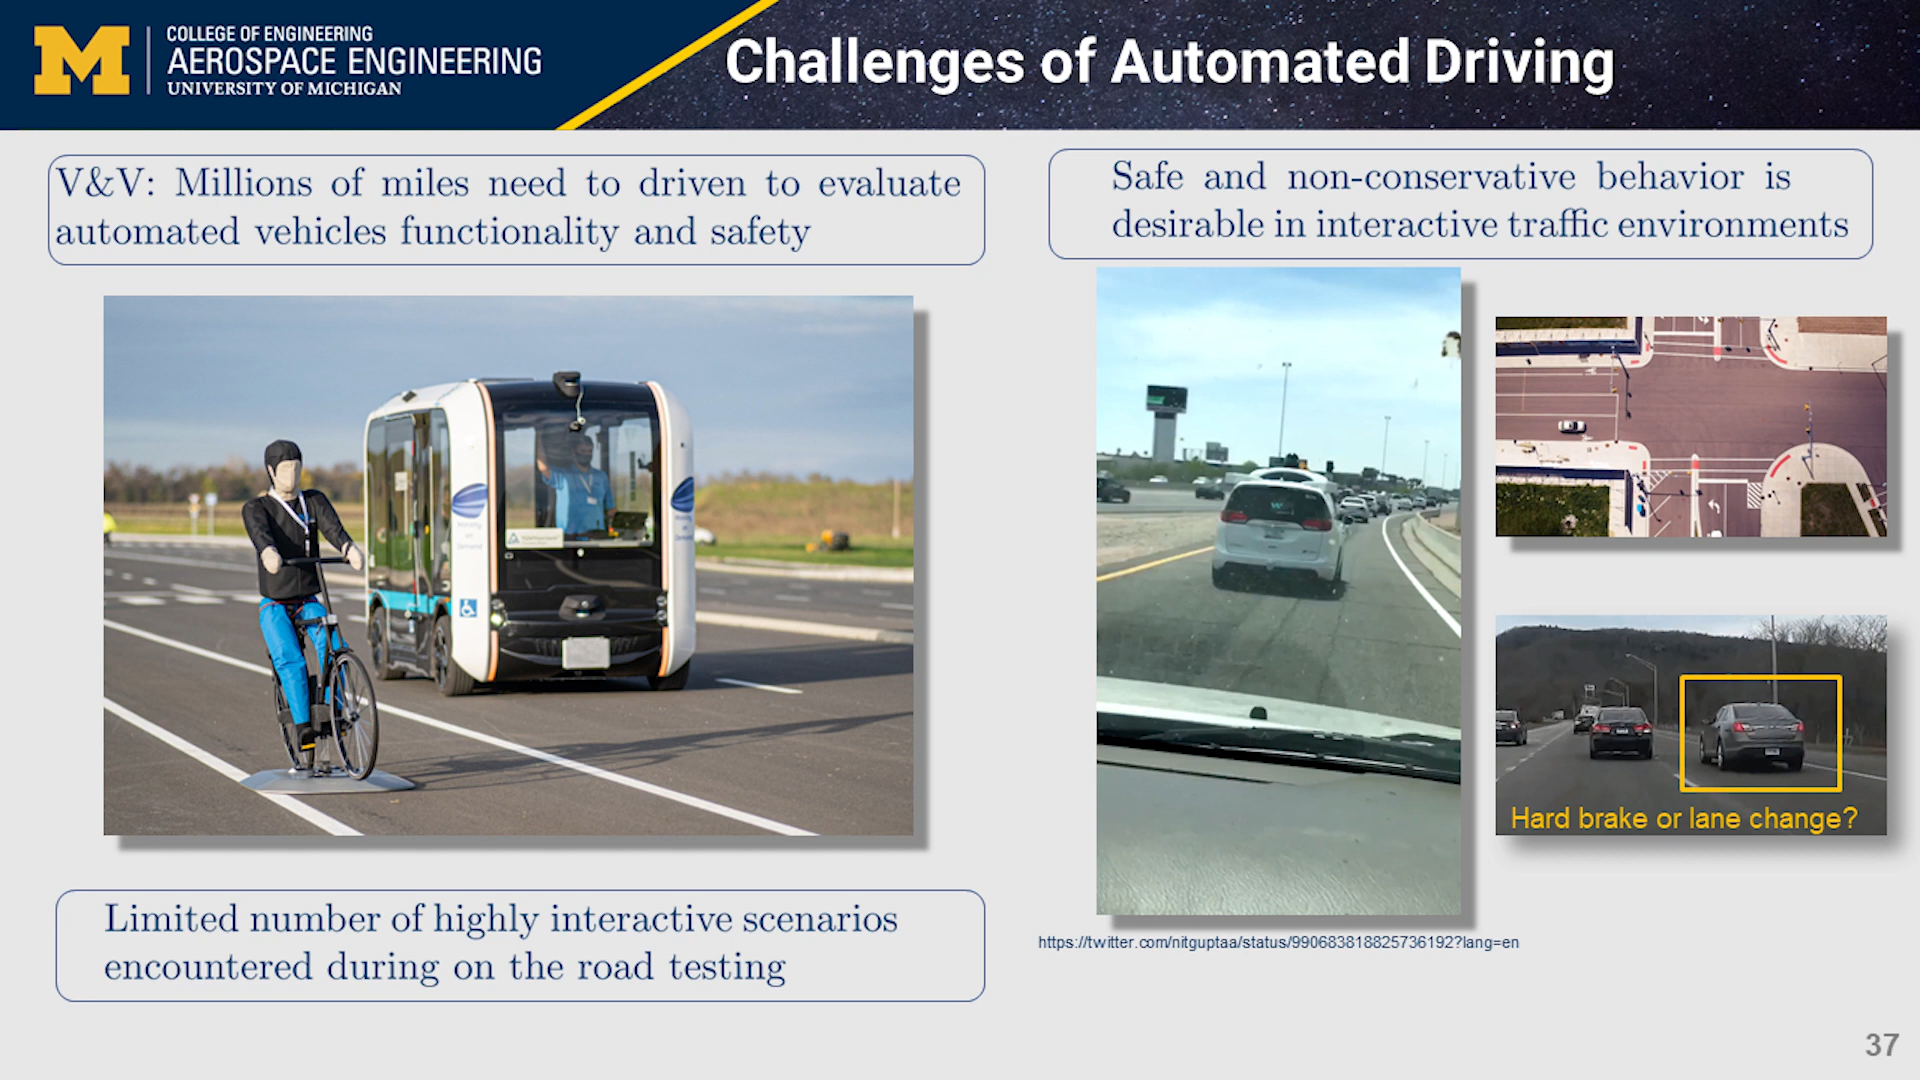 COLLEGE OF ENGINEERING
AEROSPACE ENGINEERING
UNIVERSITY OF MICHIGAN
Challenges of Automated Driving
V&V: Millions of miles need to driven to evaluate
automated vehicles functionality and safety
Safe and non-conservative behavior is
desirable in interactive traffic environments
Hard brake or lane change?
https://twitter.com/nitguptaa/status/990683818825736192?lang=en
Limited number of highly interactive scenarios
encountered during on the road testing
37